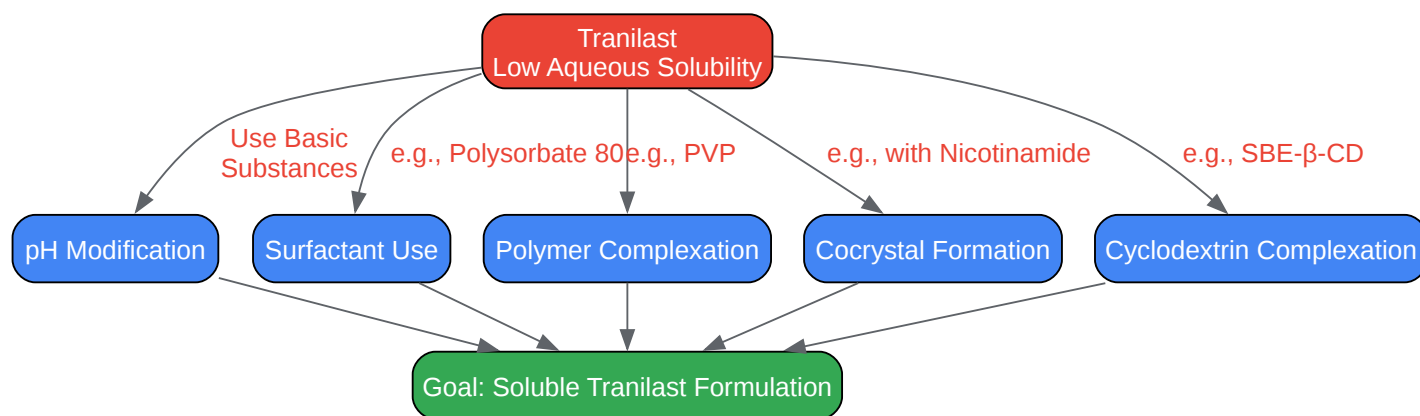 Tranilast
Low Aqueous Solubility
Use Basic
Substances
e.g., Polysorbate 80
e.g., PVP
e.g., with Nicotinamide
e.g., SBE-β-CD
pH Modification
Surfactant Use
Polymer Complexation
Cocrystal Formation
Cyclodextrin Complexation
Goal: Soluble Tranilast Formulation